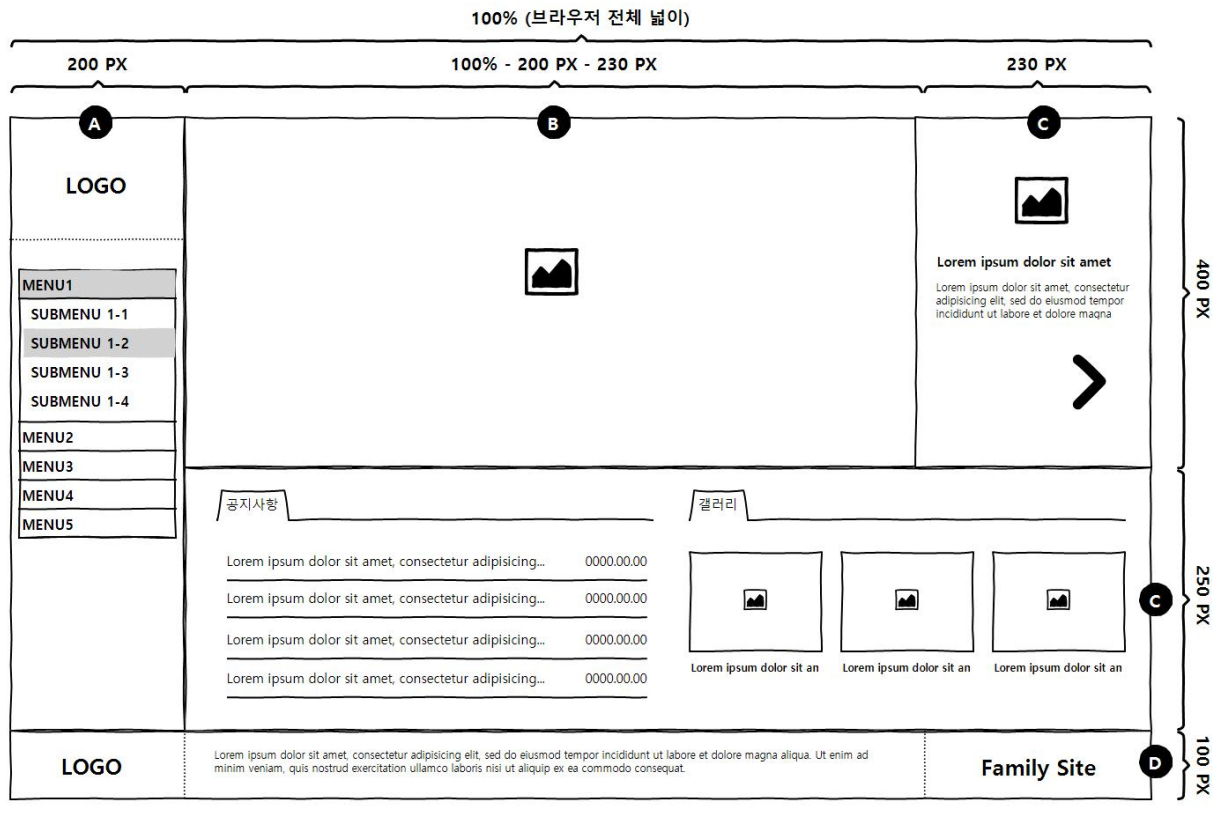 100% (브라우저 전체 넓이)
200 PX
100% - 200 PX - 230 PX
230 PX
A
B
C
LOGO
MENU1
SUBMENU 1-1
SUBMENU 1-2
SUBMENU 1-3
SUBMENU 1-4
MENU2
MENU3
MENU4
MENU5
Lorem ipsum dolor sit amet
Lorem ipsum dolor sit amet, consectetur
adipisicing elit, sed do eiusmod tempor
incididunt ut labore et dolore magna
400 PX
공지사항
Lorem ipsum dolor sit amet, consectetur adipisicing... 0000.00.00
Lorem ipsum dolor sit amet, consectetur adipisicing... 0000.00.00
Lorem ipsum dolor sit amet, consectetur adipisicing... 0000.00.00
Lorem ipsum dolor sit amet, consectetur adipisicing... 0000.00.00
갤러리
Lorem ipsum dolor sit an
Lorem ipsum dolor sit an
Lorem ipsum dolor sit an
C
250 PX
LOGO
Lorem ipsum dolor sit amet, consectetur adipisicing elit, sed do eiusmod tempor incididunt ut labore et dolore magna aliqua. Ut enim ad
minim veniam, quis nostrud exercitation ullamco laboris nisi ut aliquip ex ea commodo consequat.
Family Site
D
100 PX